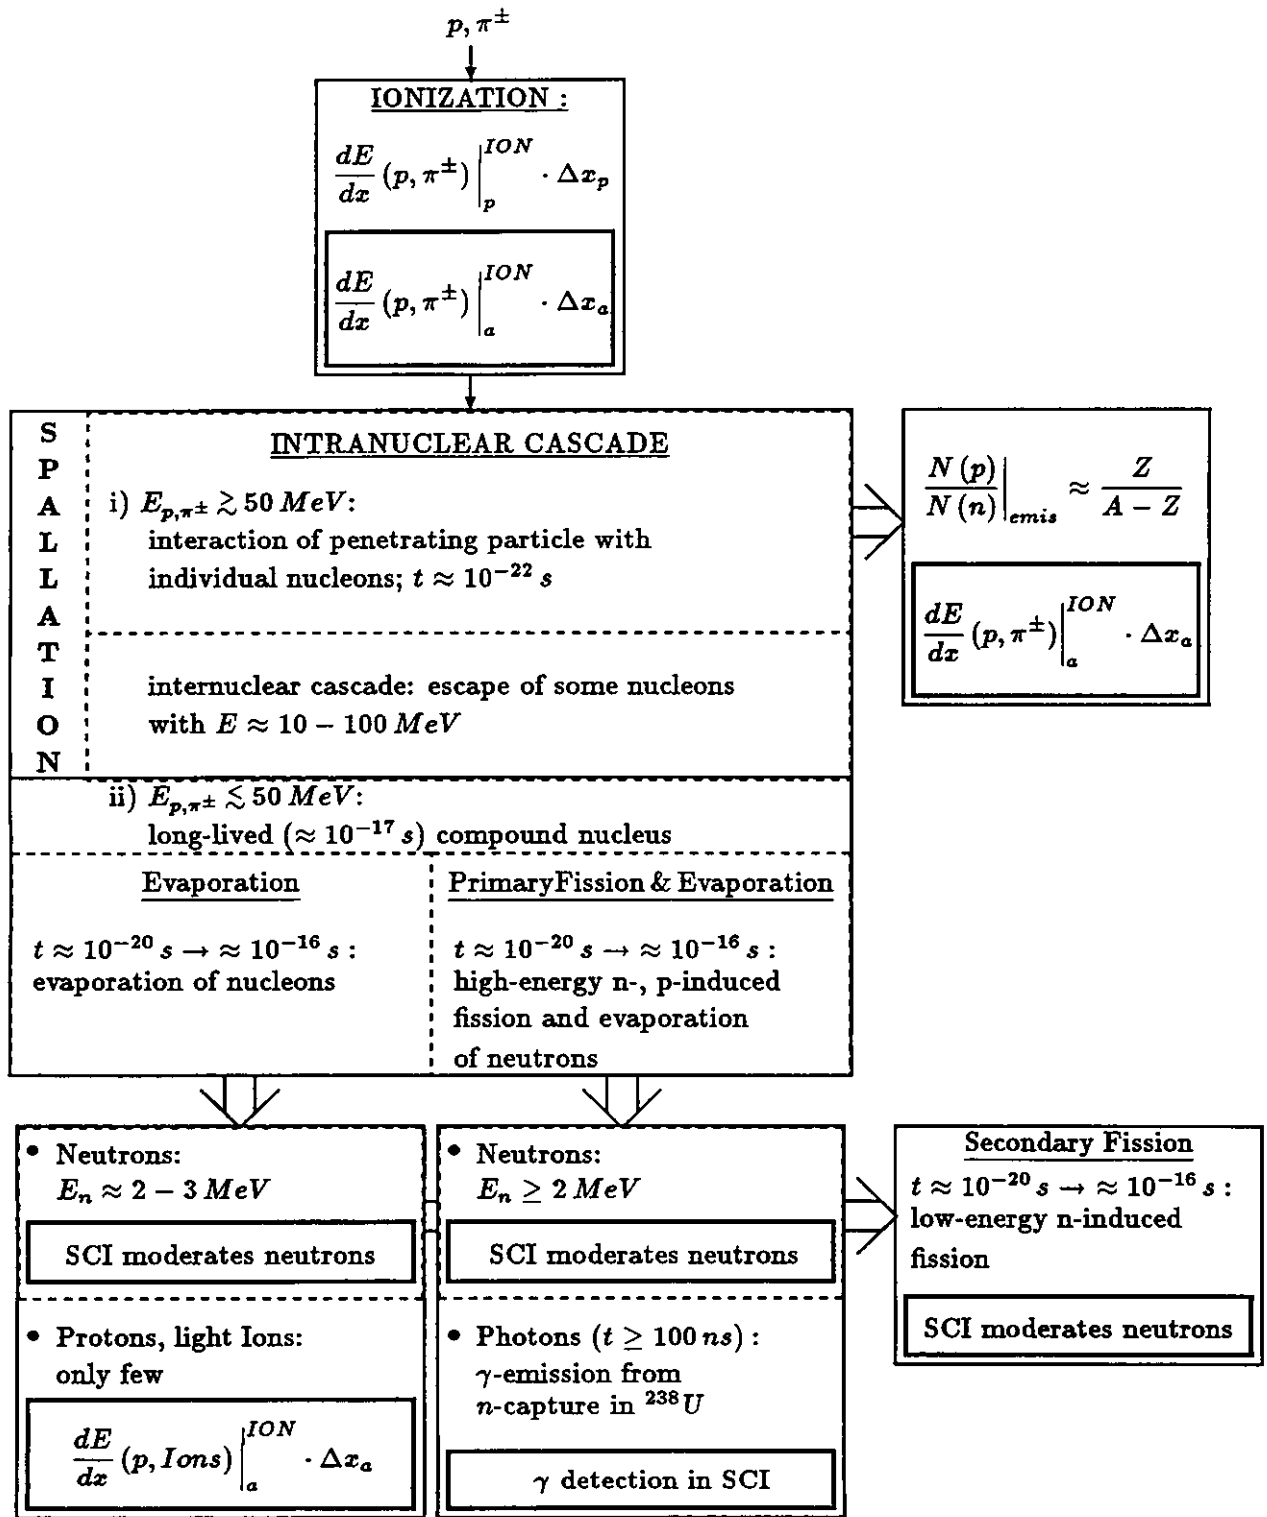 p, π±
IONIZATION :
dE/dx (p, π±) |_p^ION · Δx_p
dE/dx (p, π±) |_a^ION · Δx_a
SPALLATION
INTRANUCLEAR CASCADE
i) E_p,π± ≳ 50 MeV:
interaction of penetrating particle with
individual nucleons; t ≈ 10⁻²² s
internuclear cascade: escape of some nucleons
with E ≈ 10 – 100 MeV
N (p)/N (n) |_emis ≈ Z/(A – Z)
dE/dx (p, π±) |_a^ION · Δx_a
ii) E_p,π± ≲ 50 MeV:
long-lived (≈ 10⁻¹⁷ s) compound nucleus
Evaporation
t ≈ 10⁻²⁰ s → ≈ 10⁻¹⁶ s :
evaporation of nucleons
PrimaryFission & Evaporation
t ≈ 10⁻²⁰ s → ≈ 10⁻¹⁶ s :
high-energy n-, p-induced
fission and evaporation
of neutrons
• Neutrons:
E_n ≈ 2 – 3 MeV
SCI moderates neutrons
• Protons, light Ions:
only few
dE/dx (p, Ions) |_a^ION · Δx_a
• Neutrons:
E_n ≥ 2 MeV
SCI moderates neutrons
• Photons (t ≥ 100 ns) :
γ-emission from
n-capture in ²³⁸U
γ detection in SCI
Secondary Fission
t ≈ 10⁻²⁰ s → ≈ 10⁻¹⁶ s :
low-energy n-induced
fission
SCI moderates neutrons